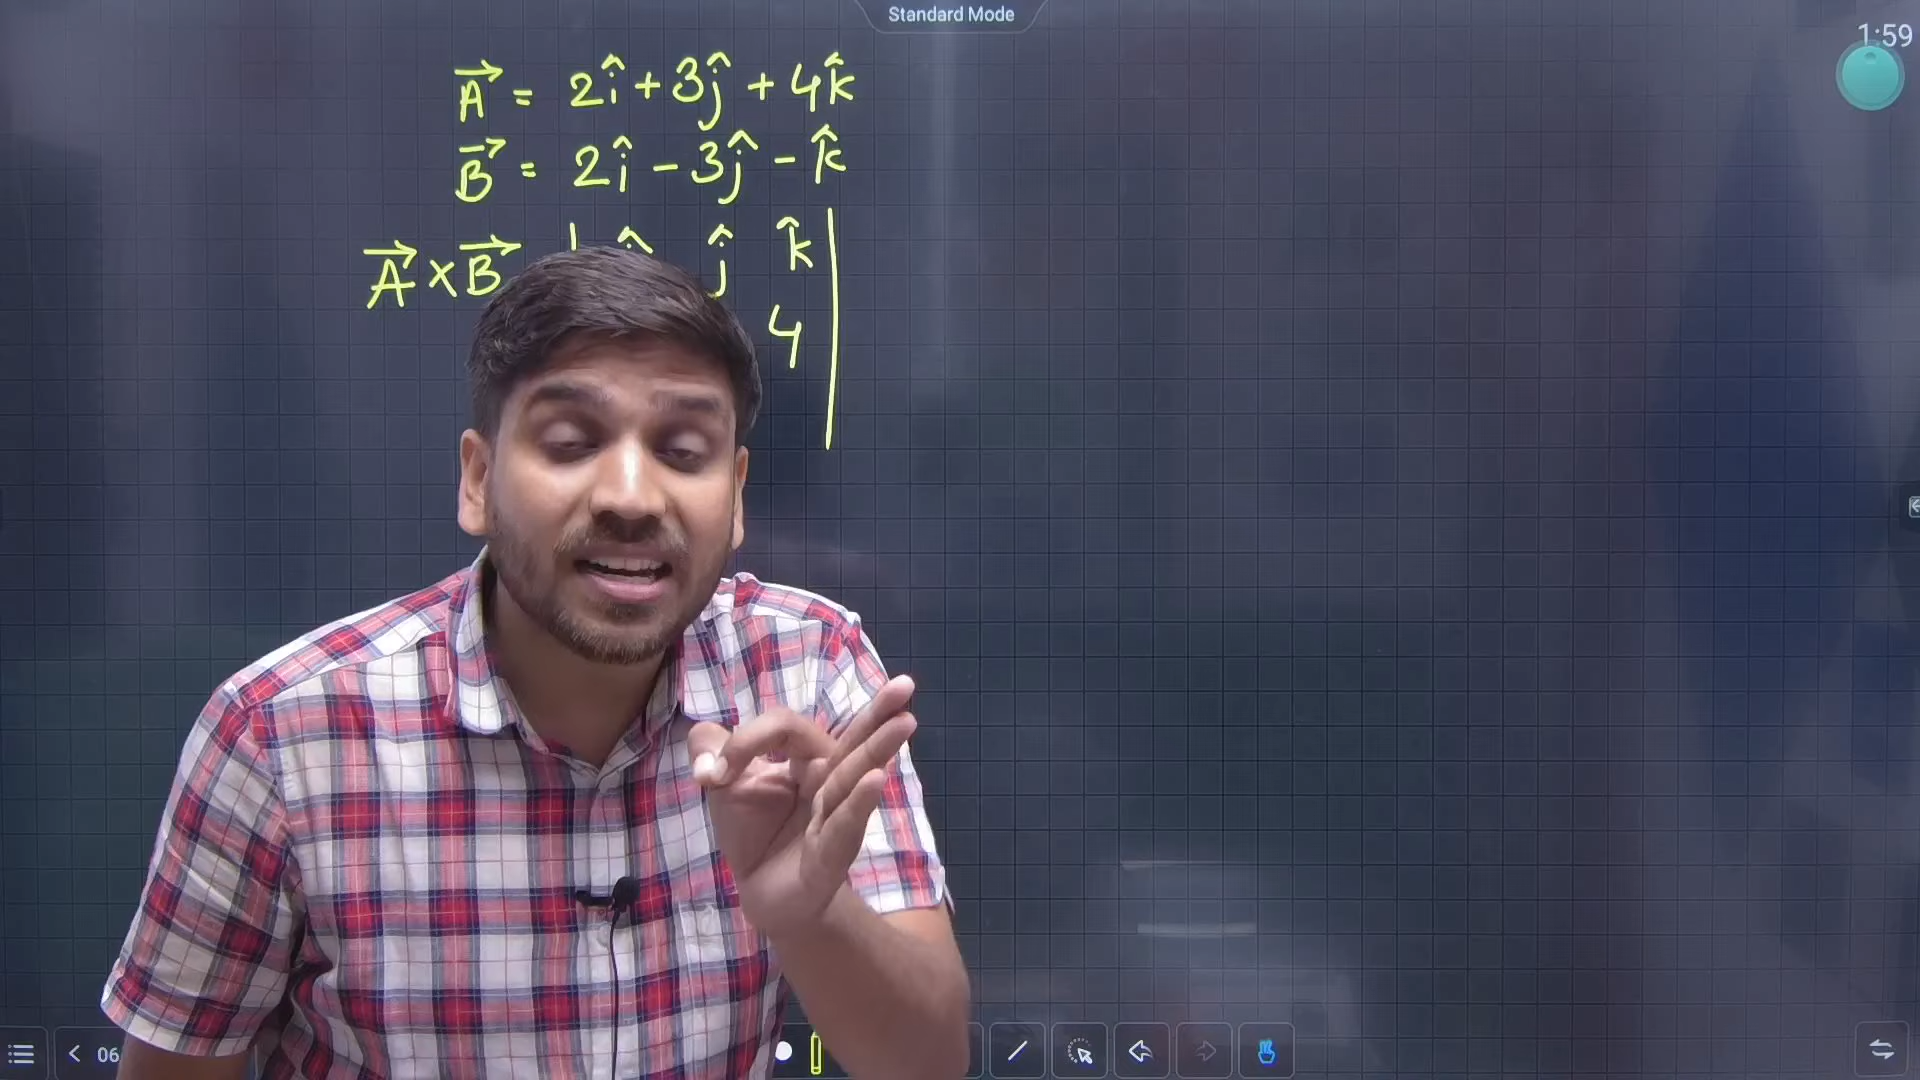 Standard Mode
1:59
A⃗ = 2î + 3ĵ + 4k̂
B⃗ = 2î - 3ĵ - k̂
A⃗ × B⃗ | î ĵ k̂ |
4
06